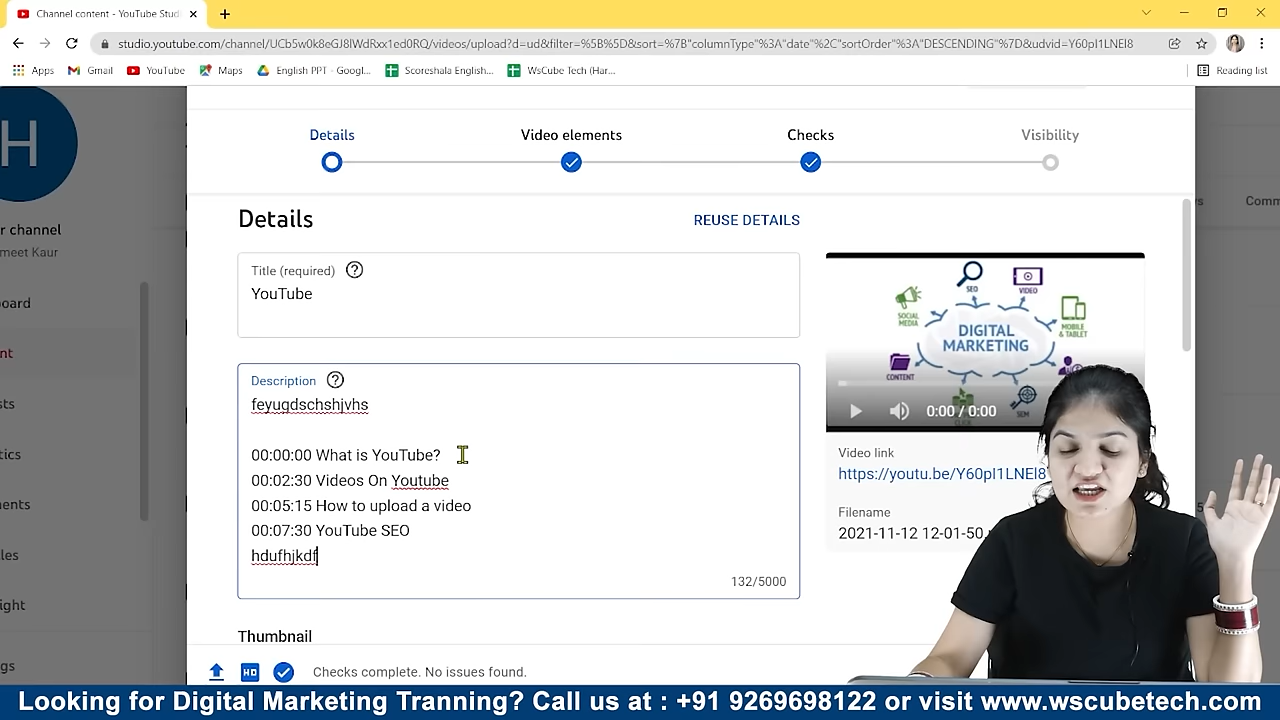 Channel content - YouTube Stud
studio.youtube.com/channel/UCb5w0k8eGJ8lWdRxx1ed0RQ/videos/upload?d=ud&filter=%5B%5D&sort=%7B"columnType"%3A"date"%2C"sortOrder"%3A"DESCENDING"%7D&udvid=Y60pI1LNEl8
Apps Gmail YouTube Maps English PPT - Googl... Scoreshala English... WsCube Tech (Har... Reading list
H
Details Video elements Checks Visibility
Details
REUSE DETAILS
r channel
meet Kaur
Comm
Title (required)
YouTube
oard
nt
sts
tics
les
ight
gs
Description
feyugdschshjvhs
00:00:00 What is YouTube?
00:02:30 Videos On Youtube
00:05:15 How to upload a video
00:07:30 YouTube SEO
hdufhjkdf
132/5000
SEO
VIDEO
SOCIAL
MEDIA
DIGITAL
MARKETING
MOBILE
& TABLET
CONTENT
SEM
0:00 / 0:00
Video link
https://youtu.be/Y60pI1LNEl8
Filename
2021-11-12 12-01-50.
Thumbnail
HD
Checks complete. No issues found.
Looking for Digital Marketing Tranning? Call us at : +91 9269698122 or visit www.wscubetech.com